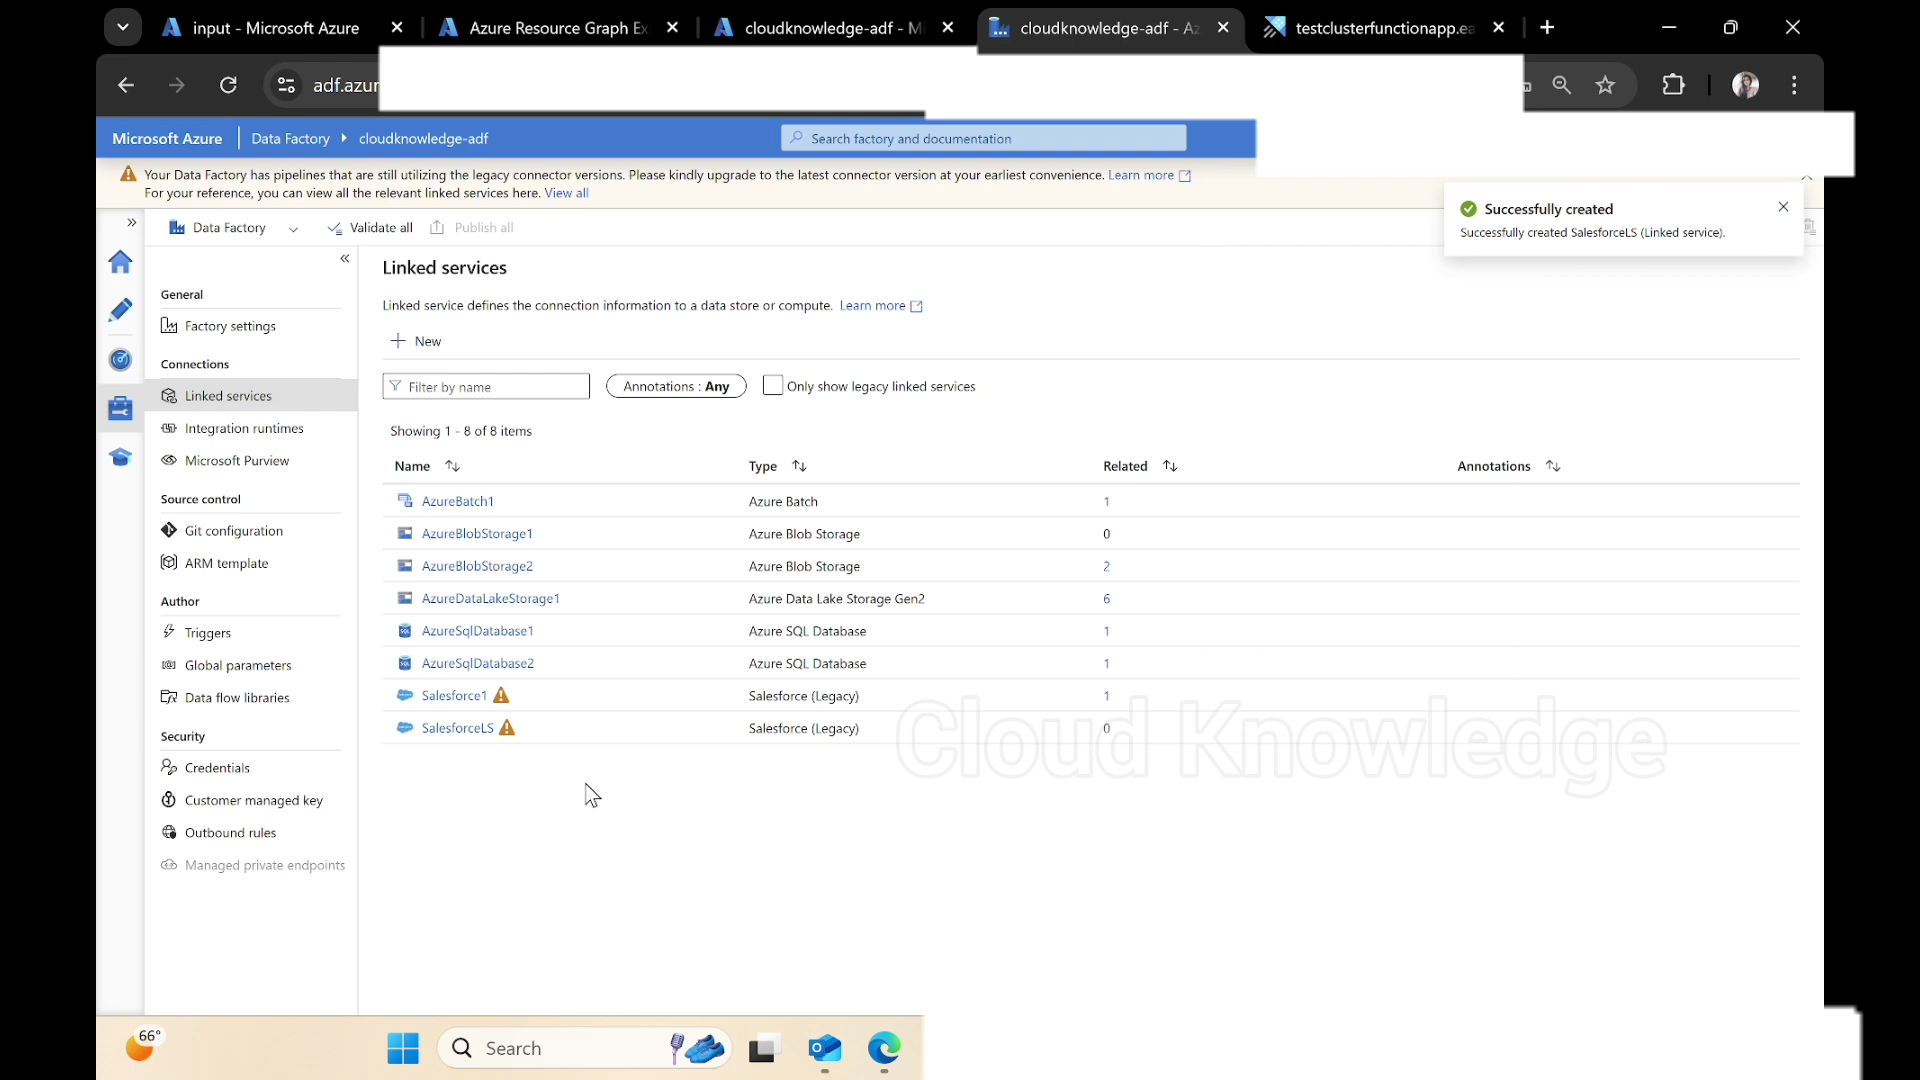 input - Microsoft Azure
Azure Resource Graph Ex
cloudknowledge-adf - Mi
cloudknowledge-adf - Az
testclusterfunctionapp.ea
adf.azur
Microsoft Azure
Data Factory
cloudknowledge-adf
Search factory and documentation
Your Data Factory has pipelines that are still utilizing the legacy connector versions. Please kindly upgrade to the latest connector version at your earliest convenience. Learn more
For your reference, you can view all the relevant linked services here. View all
Successfully created
Successfully created SalesforceLS (Linked service).
Data Factory
Validate all
Publish all
General
Factory settings
Connections
Linked services
Integration runtimes
Microsoft Purview
Source control
Git configuration
ARM template
Author
Triggers
Global parameters
Data flow libraries
Security
Credentials
Customer managed key
Outbound rules
Managed private endpoints
Linked services
Linked service defines the connection information to a data store or compute. Learn more
New
Filter by name
Annotations : Any
Only show legacy linked services
Showing 1 - 8 of 8 items
Name Type Related Annotations
AzureBatch1 Azure Batch 1
AzureBlobStorage1 Azure Blob Storage 0
AzureBlobStorage2 Azure Blob Storage 2
AzureDataLakeStorage1 Azure Data Lake Storage Gen2 6
AzureSqlDatabase1 Azure SQL Database 1
AzureSqlDatabase2 Azure SQL Database 1
Salesforce1 Salesforce (Legacy) 1
SalesforceLS Salesforce (Legacy) 0
Cloud Knowledge
66°
Search